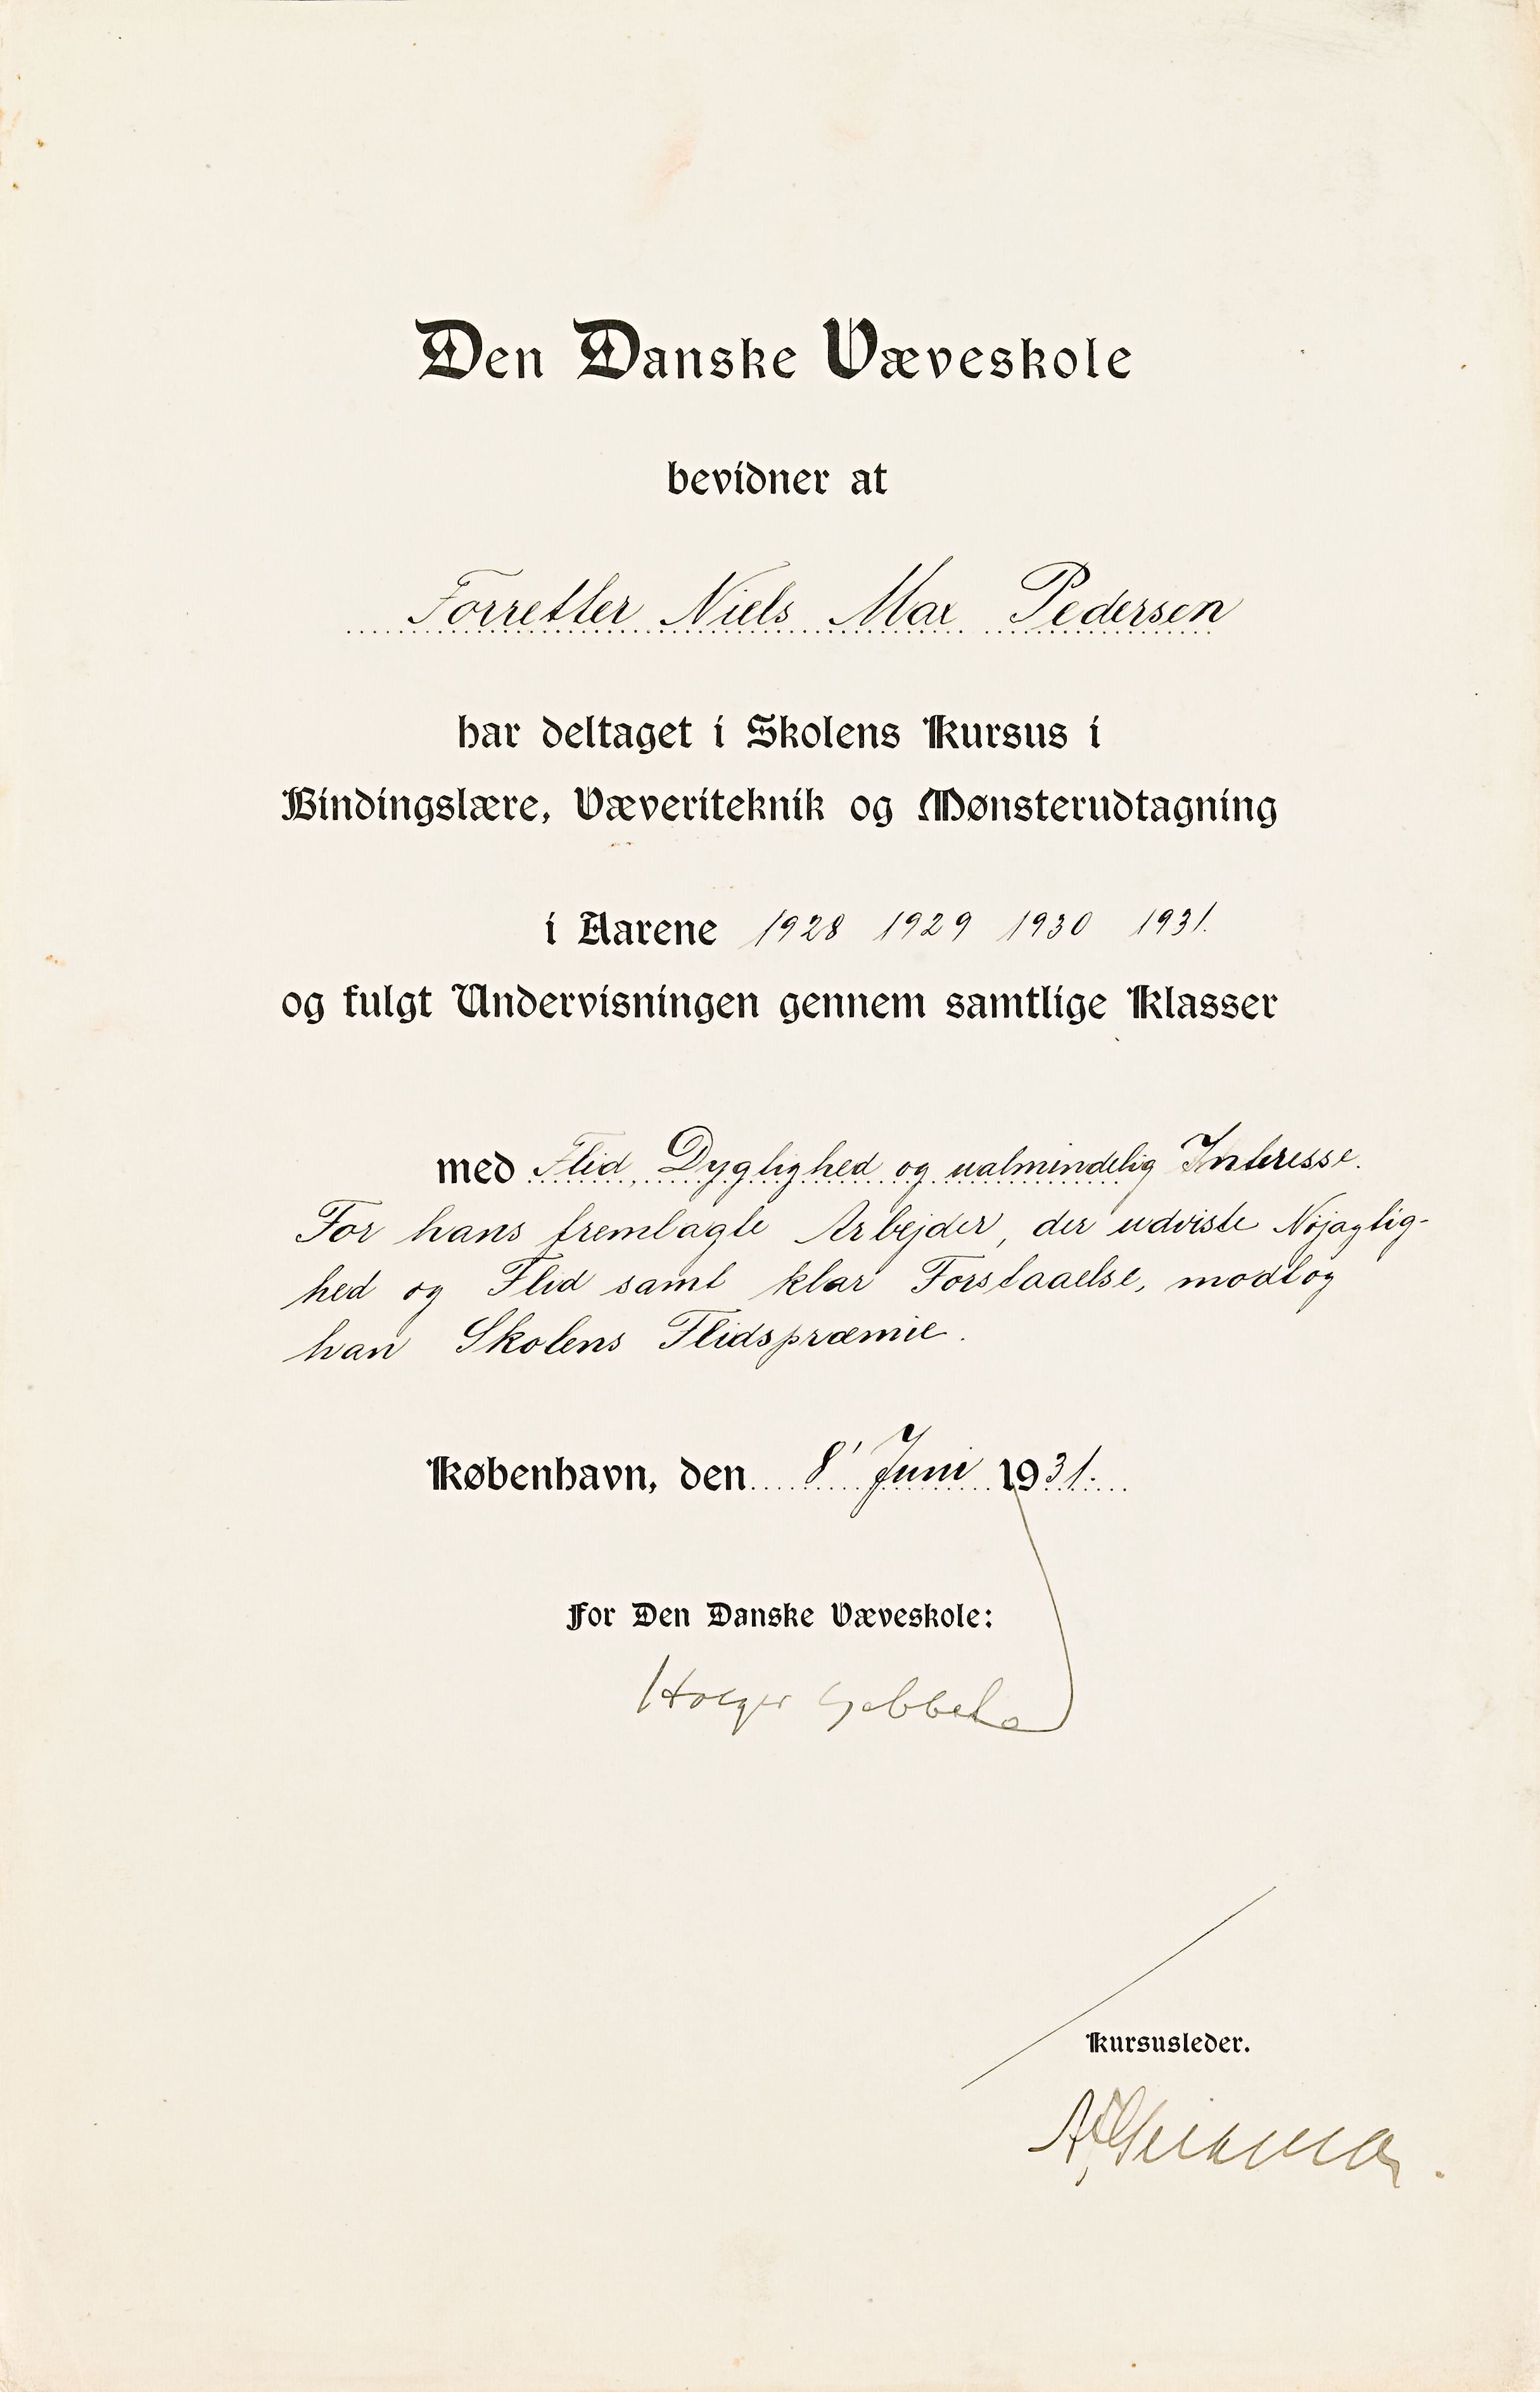 Den Danske Væveskole
bevidner at
Forretter Niels Max Pedersen
har deltaget i Skolens Kursus i
Bindingslære, Væveriteknik og Mønsterudtagning
i Aarene 1928 1929 1930 1931.
og fulgt Undervisningen gennem samtlige Klasser
med Flid, Dygtighed og ualmindelig Interesse.
For hans fremlagte Arbejder, der udviste Nøjagtig-
hed og Flid samt klar Forstaaelse, modtog
han Skolens Flidspræmie.
København, den 8' Juni 1931.
For Den Danske Væveskole:
Holger
Kursusleder.